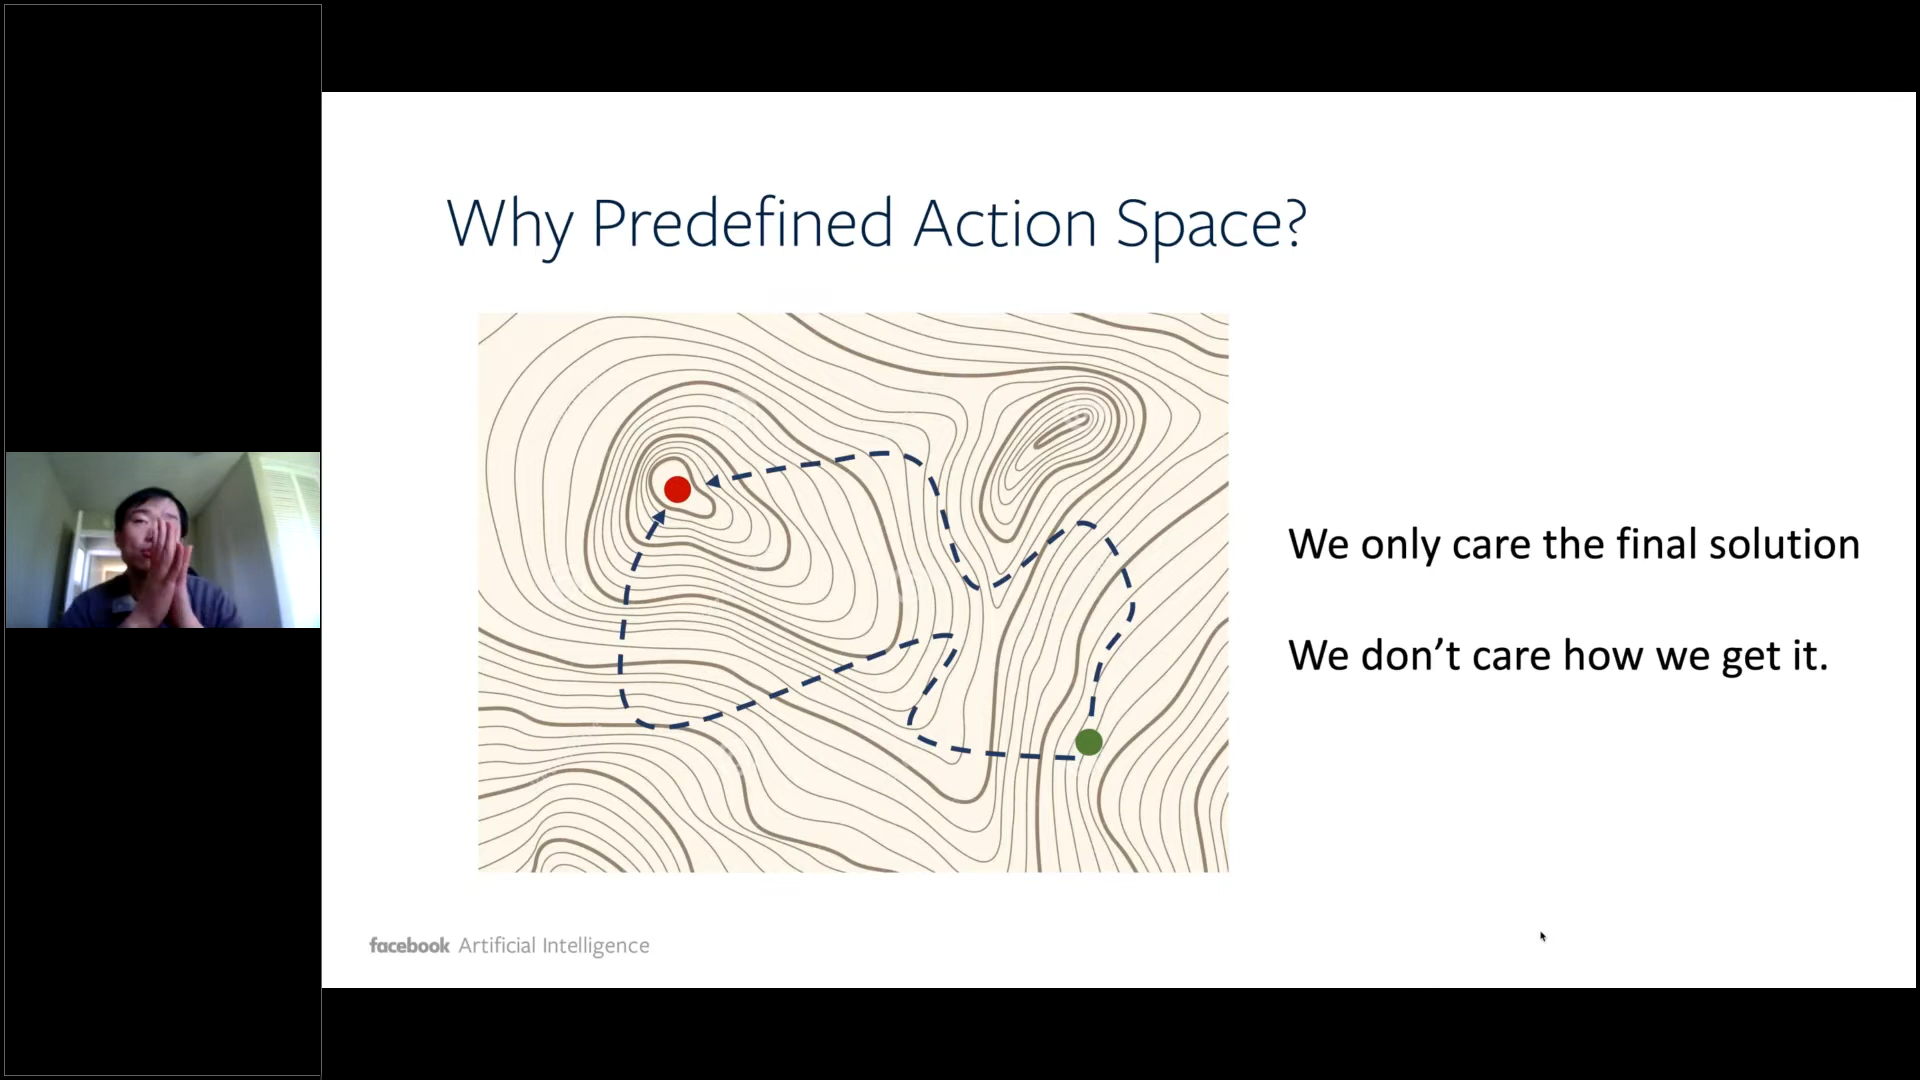 Why Predefined Action Space?
We only care the final solution
We don’t care how we get it.
facebook Artificial Intelligence